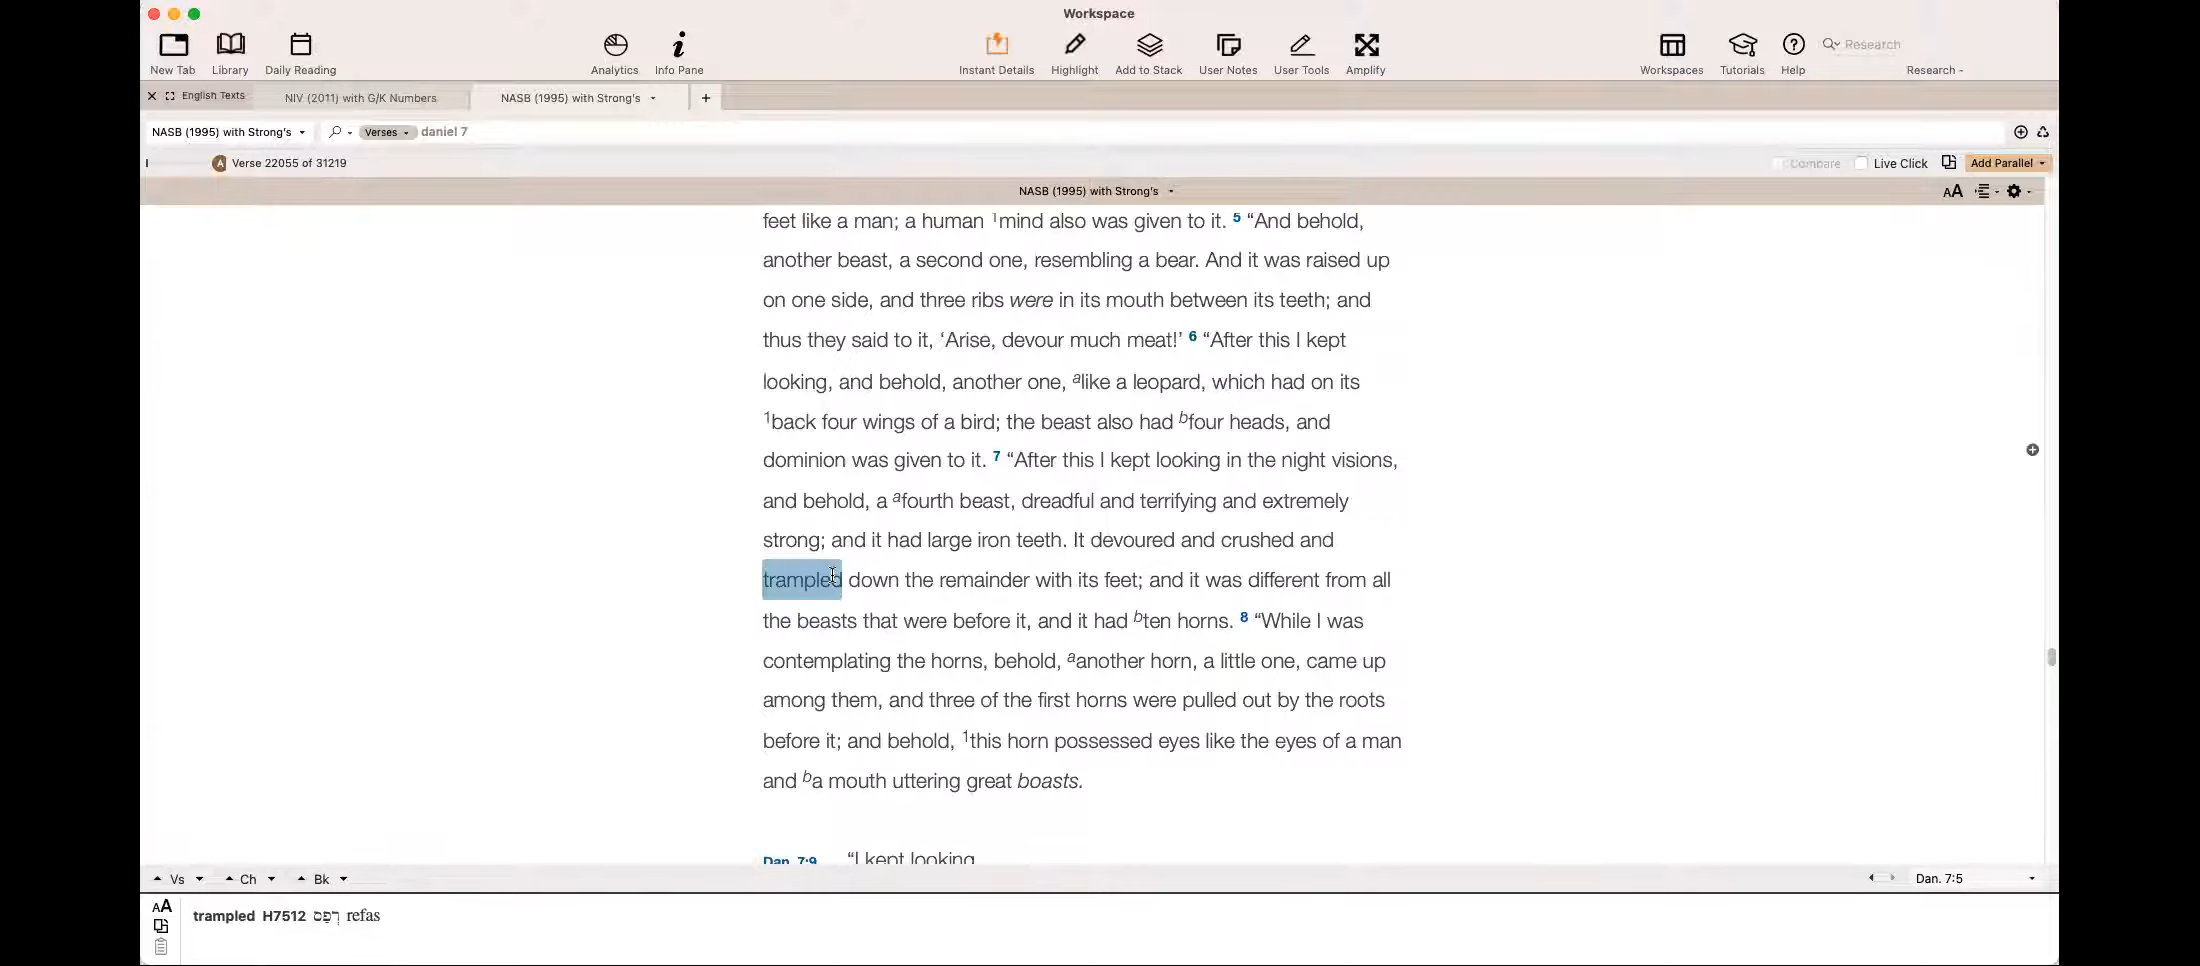 Workspace
New Tab Library Daily Reading Analytics Info Pane Instant Details Highlight Add to Stack User Notes User Tools Amplify Workspaces Tutorials Help Research
Research
English Texts NIV (2011) with G/K Numbers NASB (1995) with Strong's
NASB (1995) with Strong's Verses daniel 7
Verse 22055 of 31219 Compare Live Click Add Parallel
NASB (1995) with Strong's AA
feet like a man; a human 1mind also was given to it. 5 “And behold,
another beast, a second one, resembling a bear. And it was raised up
on one side, and three ribs were in its mouth between its teeth; and
thus they said to it, ‘Arise, devour much meat!’ 6 “After this I kept
looking, and behold, another one, alike a leopard, which had on its
1back four wings of a bird; the beast also had bfour heads, and
dominion was given to it. 7 “After this I kept looking in the night visions,
and behold, a afourth beast, dreadful and terrifying and extremely
strong; and it had large iron teeth. It devoured and crushed and
trampled down the remainder with its feet; and it was different from all
the beasts that were before it, and it had bten horns. 8 “While I was
contemplating the horns, behold, aanother horn, a little one, came up
among them, and three of the first horns were pulled out by the roots
before it; and behold, 1this horn possessed eyes like the eyes of a man
and ba mouth uttering great boasts.
Dan. 7:9 “I kept looking
Vs Ch Bk Dan. 7:5
AA trampled H7512 רְפַס refas